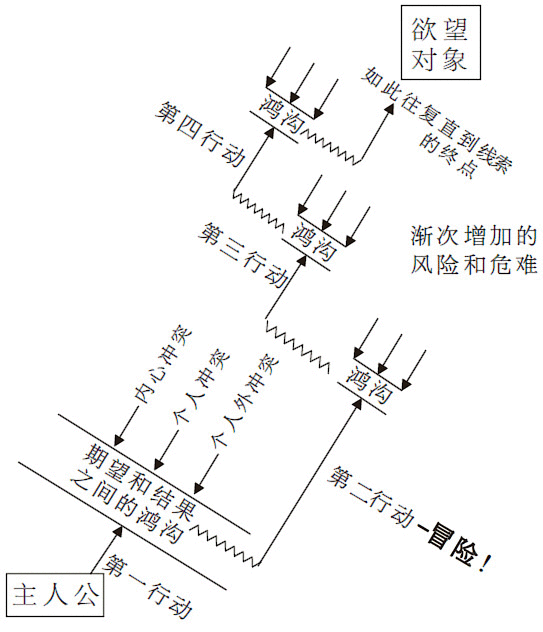 欲望
对象
如此往复直到线索
的终点
鸿沟
第四行动
鸿沟
第三行动
渐次增加的
风险和危难
鸿沟
内心冲突
个人冲突
个人外冲突
期望和结果
之间的鸿沟
第二行动–冒险！
主人公
第一行动